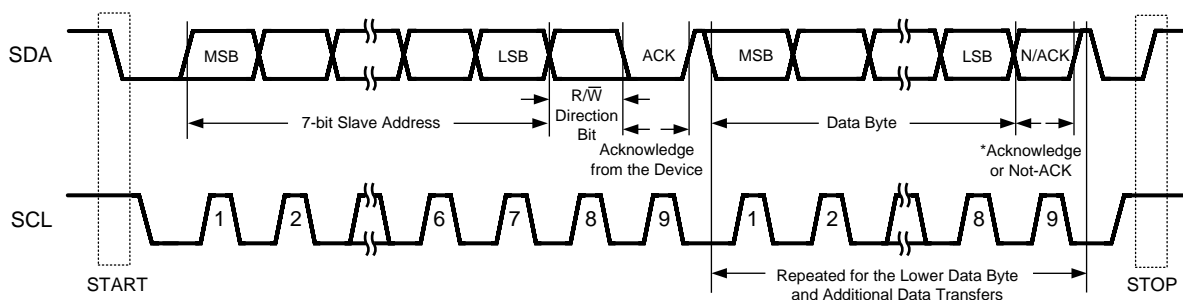 SDA
MSB
LSB
ACK
MSB
LSB
N/ACK
R/W̅
Direction
Bit
7-bit Slave Address
Data Byte
Acknowledge
from the Device
*Acknowledge
or Not-ACK
SCL
1
2
6
7
8
9
1
2
8
9
START
Repeated for the Lower Data Byte
and Additional Data Transfers
STOP